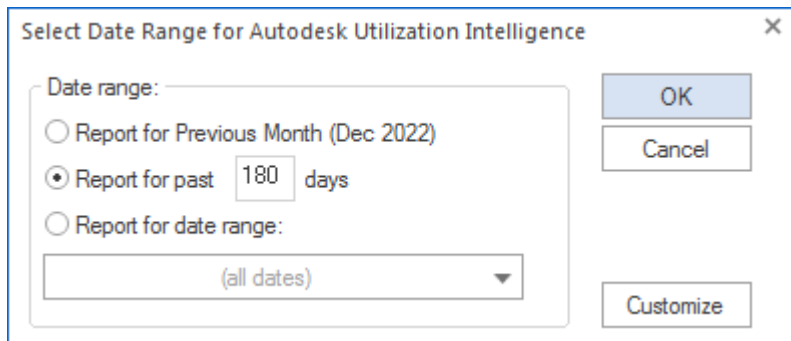 Select Date Range for Autodesk Utilization Intelligence
Date range:
OK
Report for Previous Month (Dec 2022)
Cancel
Report for past 180 days
Report for date range:
(all dates)
Customize